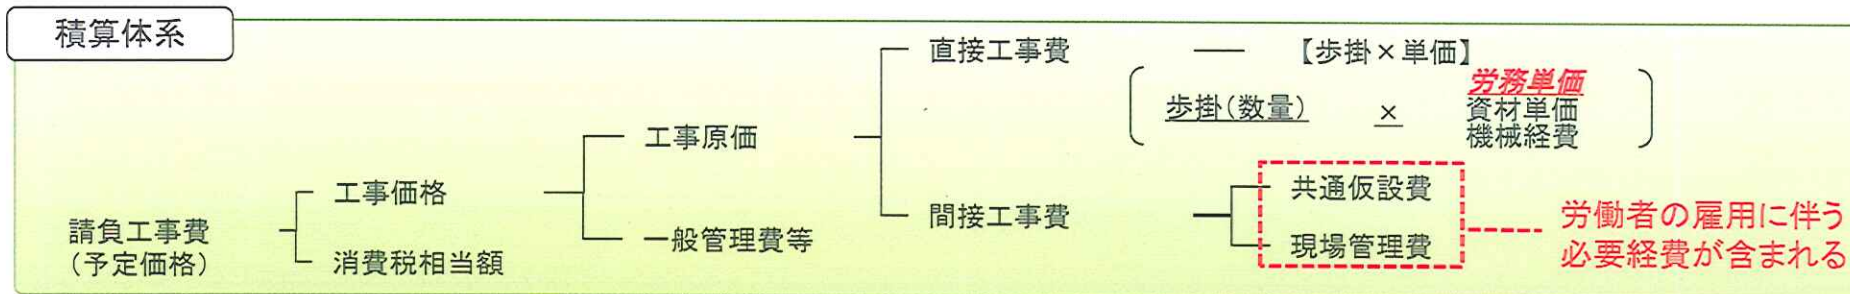 積算体系
直接工事費
【歩掛×単価】
歩掛(数量)
×
労務単価
資材単価
機械経費
工事原価
工事価格
共通仮設費
間接工事費
現場管理費
労働者の雇用に伴う
必要経費が含まれる
請負工事費
(予定価格)
一般管理費等
消費税相当額